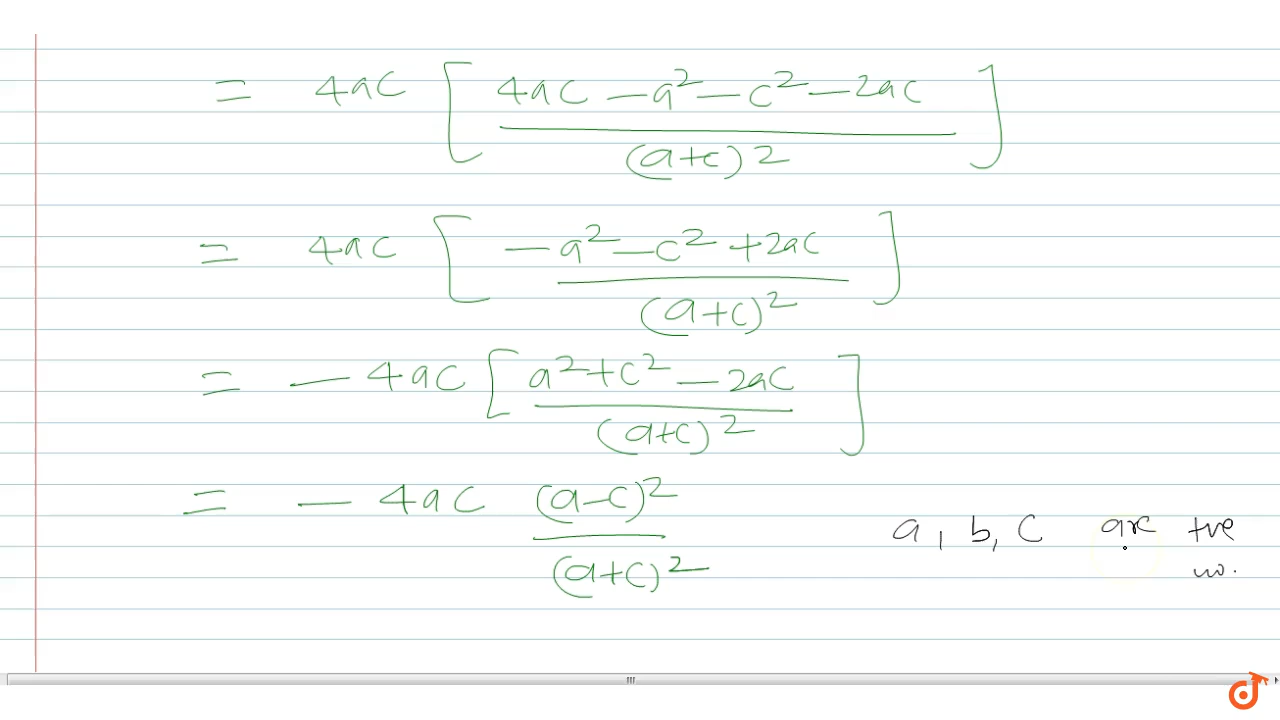 = 4ac [ (4ac − a² − c² − 2ac) / (a+c)² ]
= 4ac [ (−a² − c² + 2ac) / (a+c)² ]
= − 4ac [ (a² + c² − 2ac) / (a+c)² ]
= − 4ac (a−c)² / (a+c)²
a, b, c are +ve
no.